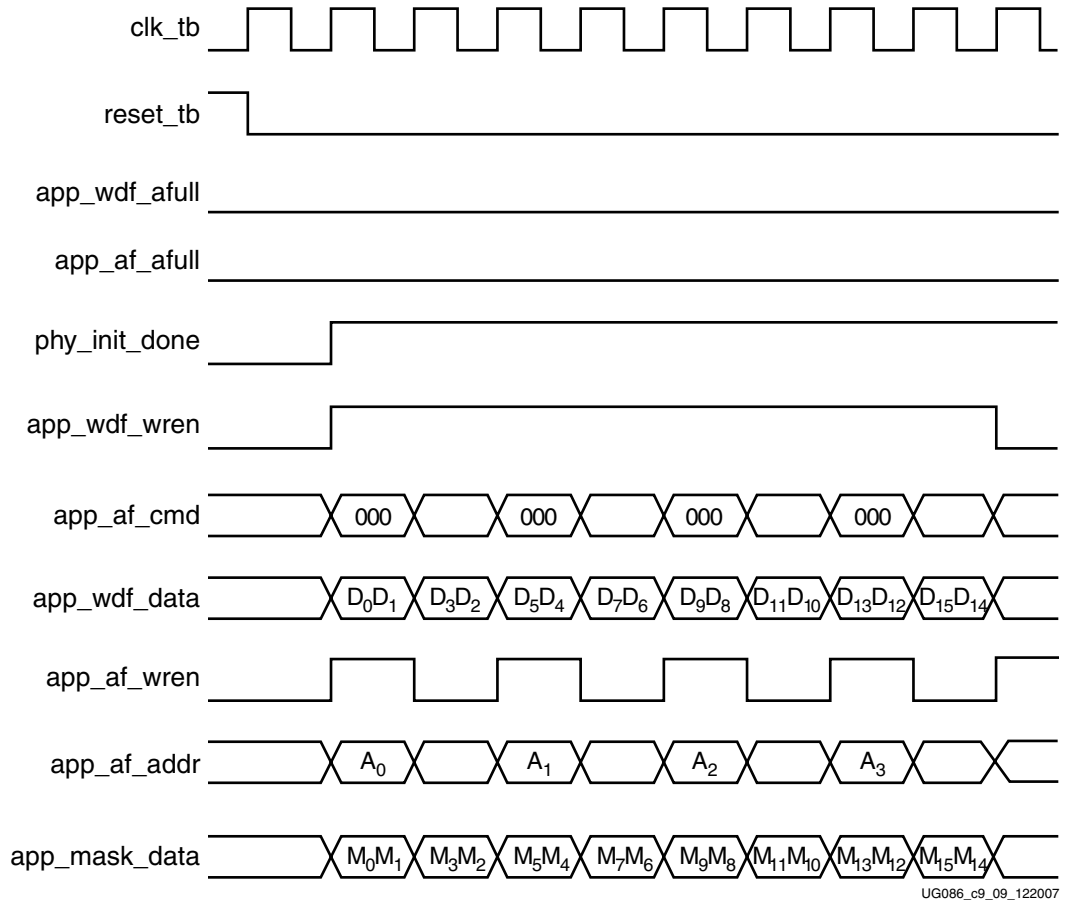 clk_tb
reset_tb
app_wdf_afull
app_af_afull
phy_init_done
app_wdf_wren
app_af_cmd 000 000 000 000
app_wdf_data D0D1 D3D2 D5D4 D7D6 D9D8 D11D10 D13D12 D15D14
app_af_wren
app_af_addr A0 A1 A2 A3
app_mask_data M0M1 M3M2 M5M4 M7M6 M9M8 M11M10 M13M12 M15M14
UG086_c9_09_122007